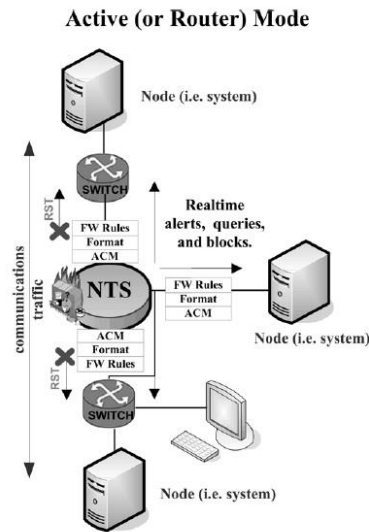 Active (or Router) Mode
Node (i.e. system)
SWITCH
RST
Realtime
alerts, queries,
and blocks.
FW Rules
Format
ACM
communications
traffic
NTS
FW Rules
Format
ACM
ACM
Format
FW Rules
Node (i.e. system)
RST
SWITCH
Node (i.e. system)